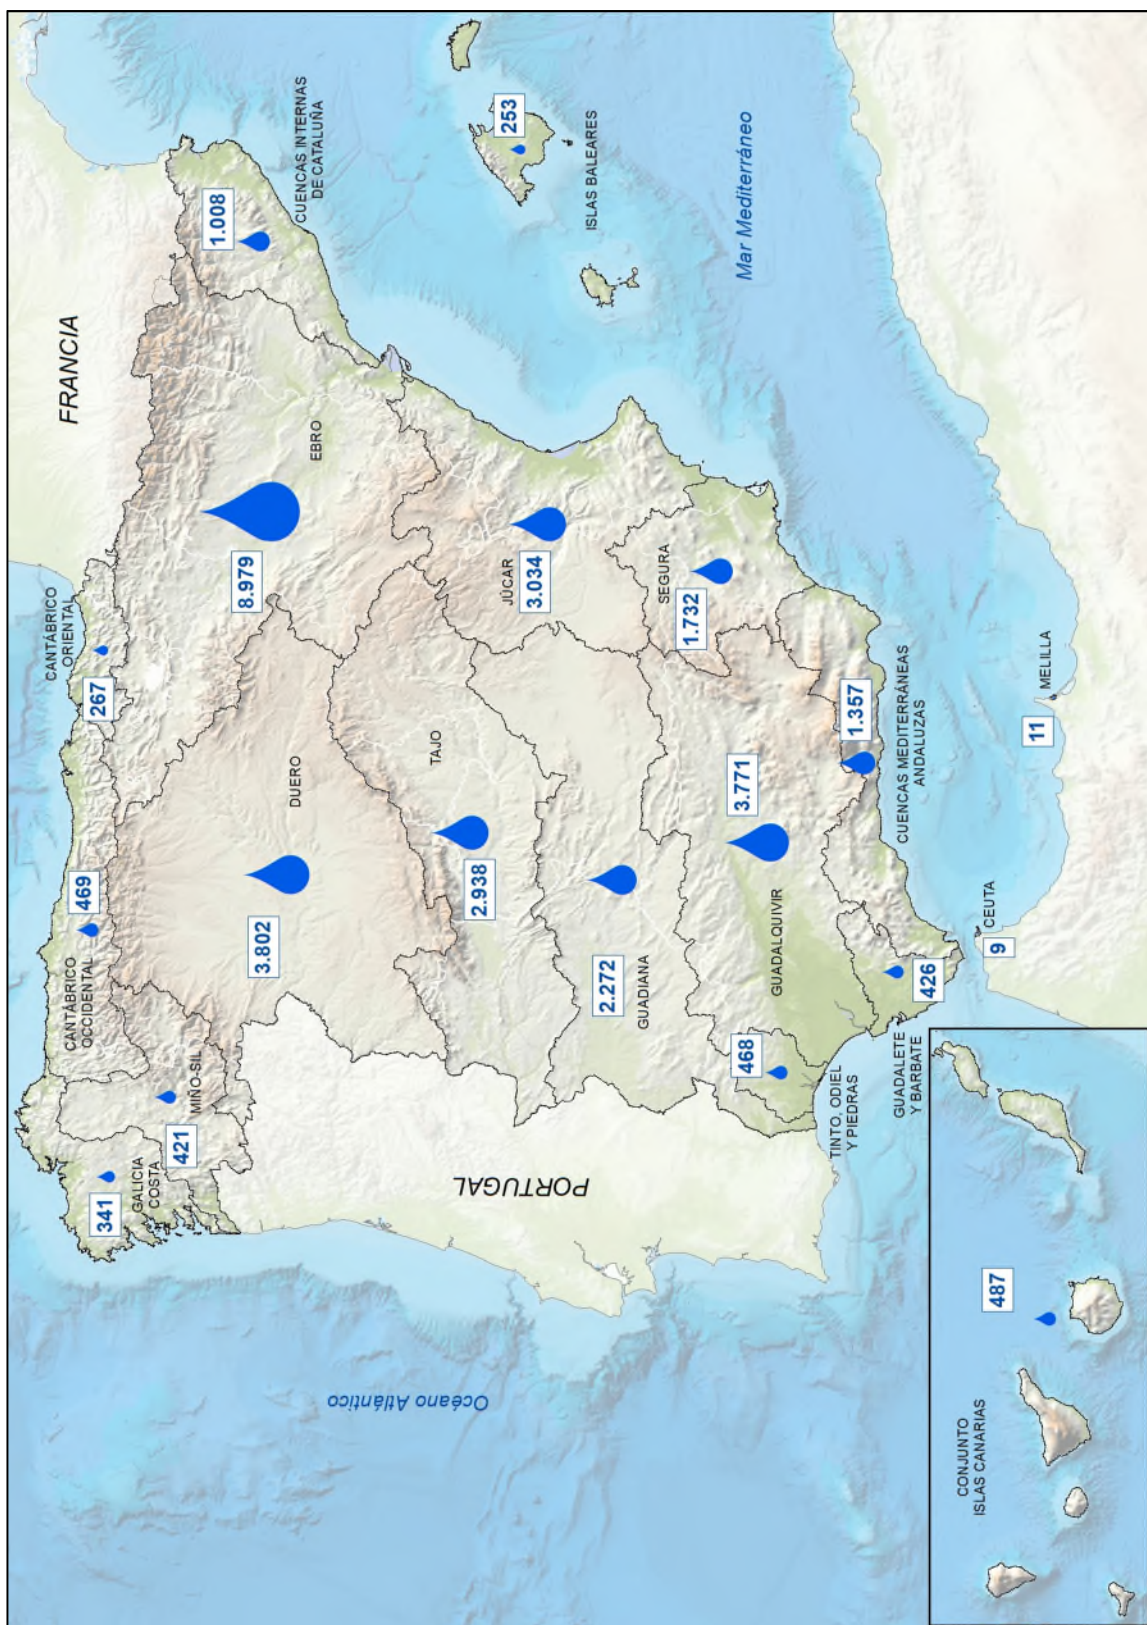 FRANCIA
CANTÁBRICO
OCCIDENTAL
469
CANTÁBRICO
ORIENTAL
267
GALICIA
COSTA
341
MIÑO-SIL
421
DUERO
3.802
EBRO
8.979
CUENCAS INTERNAS
DE CATALUÑA
1.008
TAJO
2.938
JÚCAR
3.034
ISLAS BALEARES
253
PORTUGAL
GUADIANA
2.272
SEGURA
1.732
GUADALQUIVIR
3.771
TINTO, ODIEL
Y PIEDRAS
468
GUADALETE
Y BARBATE
426
CUENCAS MEDITERRÁNEAS
ANDALUZAS
1.357
Mar Mediterráneo
Océano Atlántico
CEUTA
9
MELILLA
11
CONJUNTO
ISLAS CANARIAS
487